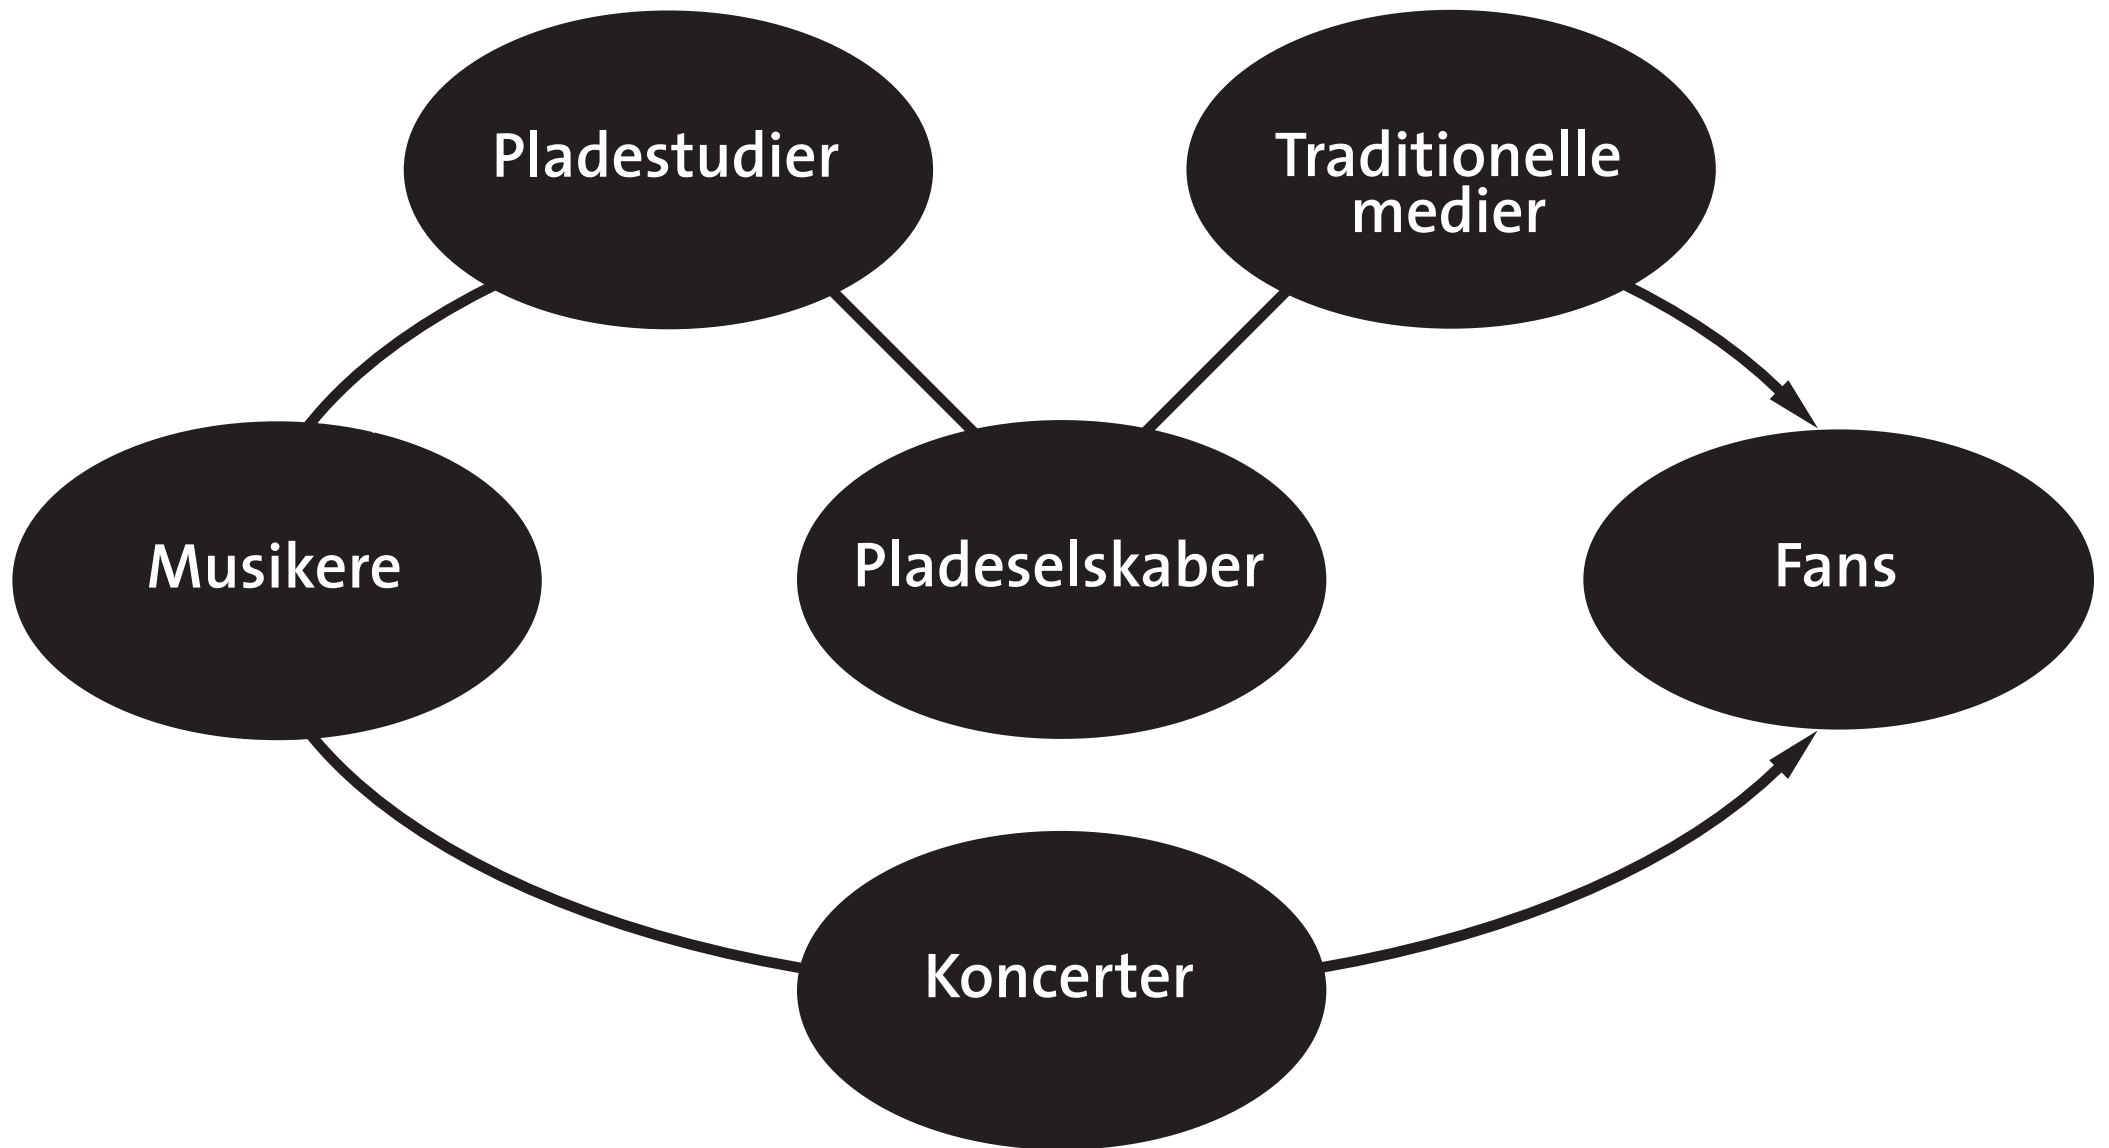 Pladestudier
Traditionelle
medier
Musikere
Pladeselskaber
Fans
Koncerter